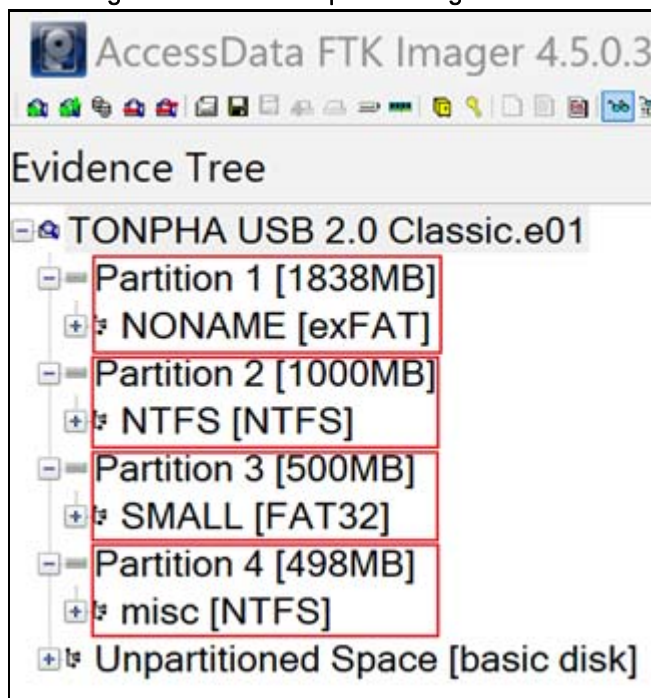 AccessData FTK Imager 4.5.0.3
Evidence Tree
TONPHA USB 2.0 Classic.e01
Partition 1 [1838MB]
NONAME [exFAT]
Partition 2 [1000MB]
NTFS [NTFS]
Partition 3 [500MB]
SMALL [FAT32]
Partition 4 [498MB]
misc [NTFS]
Unpartitioned Space [basic disk]